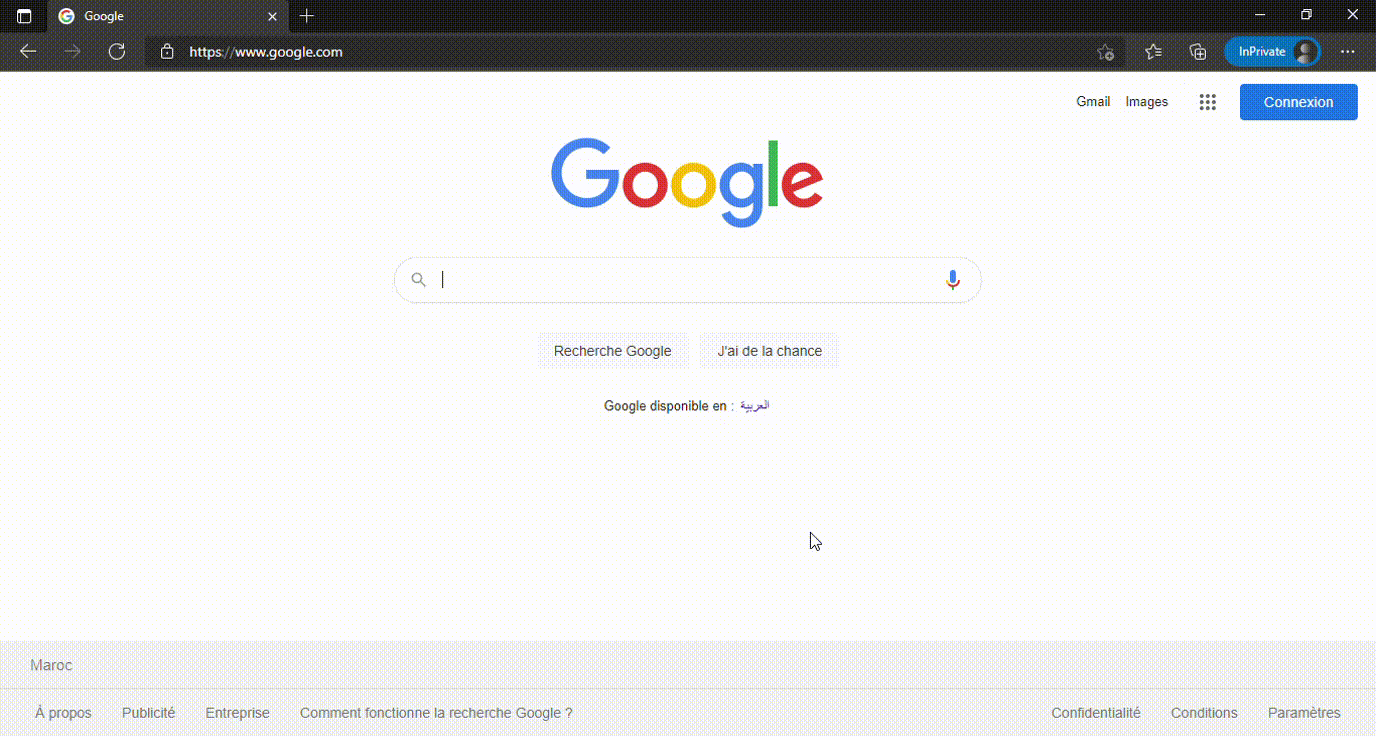 Google
https://www.google.com
InPrivate
Gmail Images
Connexion
Google
Recherche Google
J'ai de la chance
Google disponible en : العربية
Maroc
À propos Publicité Entreprise Comment fonctionne la recherche Google ?
Confidentialité Conditions Paramètres